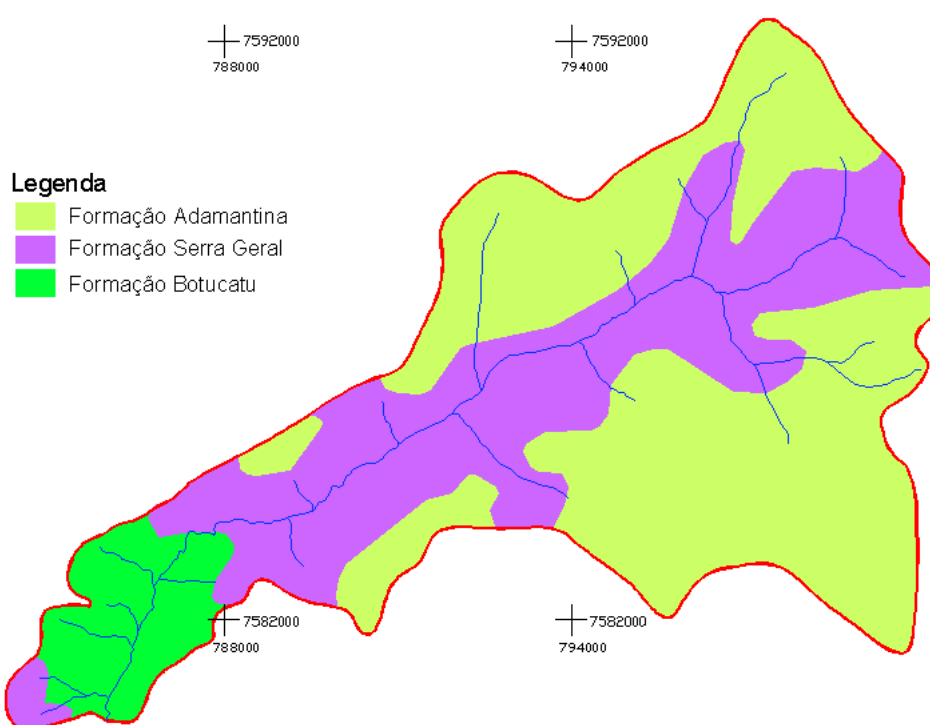 7592000
788000
7592000
794000
Legenda
Formação Adamantina
Formação Serra Geral
Formação Botucatu
7582000
788000
7582000
794000